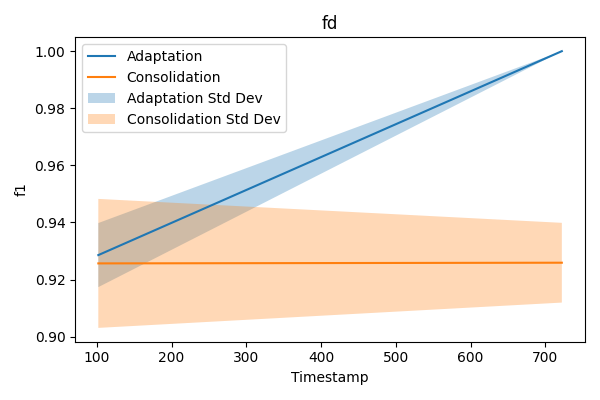 fd
Adaptation
Consolidation
Adaptation Std Dev
Consolidation Std Dev
f1
1.00
0.98
0.96
0.94
0.92
0.90
100 200 300 400 500 600 700
Timestamp